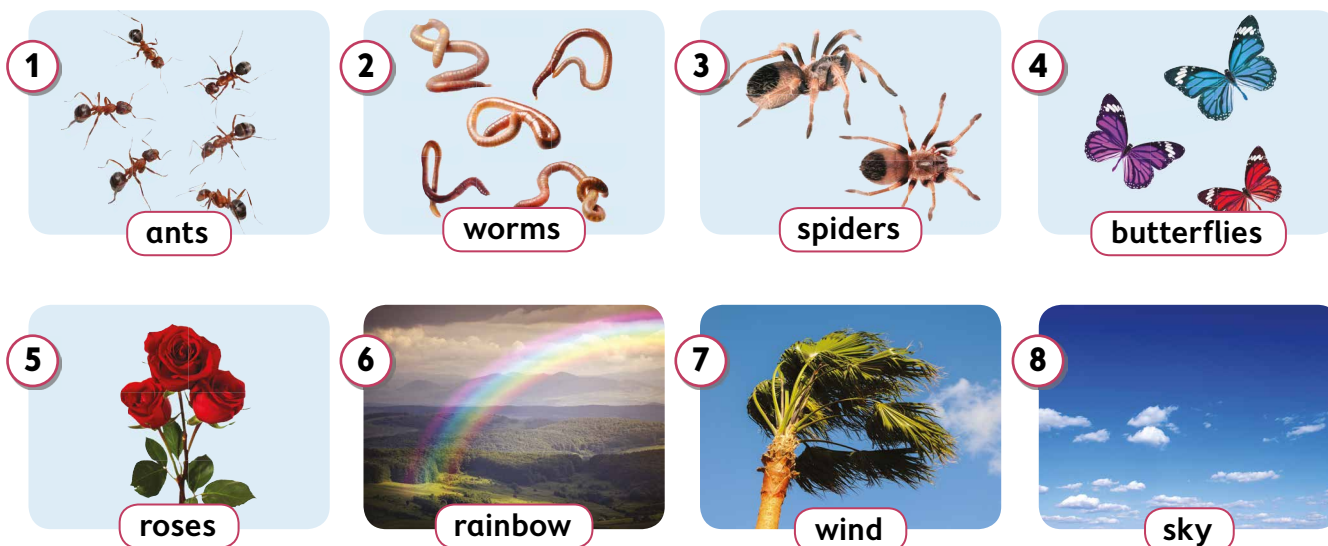 1
ants
2
worms
3
spiders
4
butterflies
5
roses
6
rainbow
7
wind
8
sky